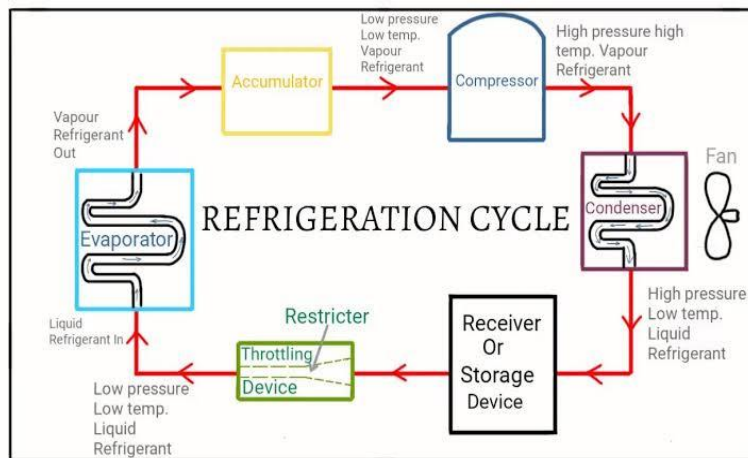 Low pressure
Low temp.
Vapour
Refrigerant
High pressure high
temp. Vapour
Refrigerant
Accumulator
Compressor
Vapour
Refrigerant
Out
Fan
REFRIGERATION CYCLE
Condenser
Evaporator
Liquid
Refrigerant In
Restricter
Throttling
Device
Receiver
Or
Storage
Device
High pressure
Low temp.
Liquid
Refrigerant
Low pressure
Low temp.
Liquid
Refrigerant